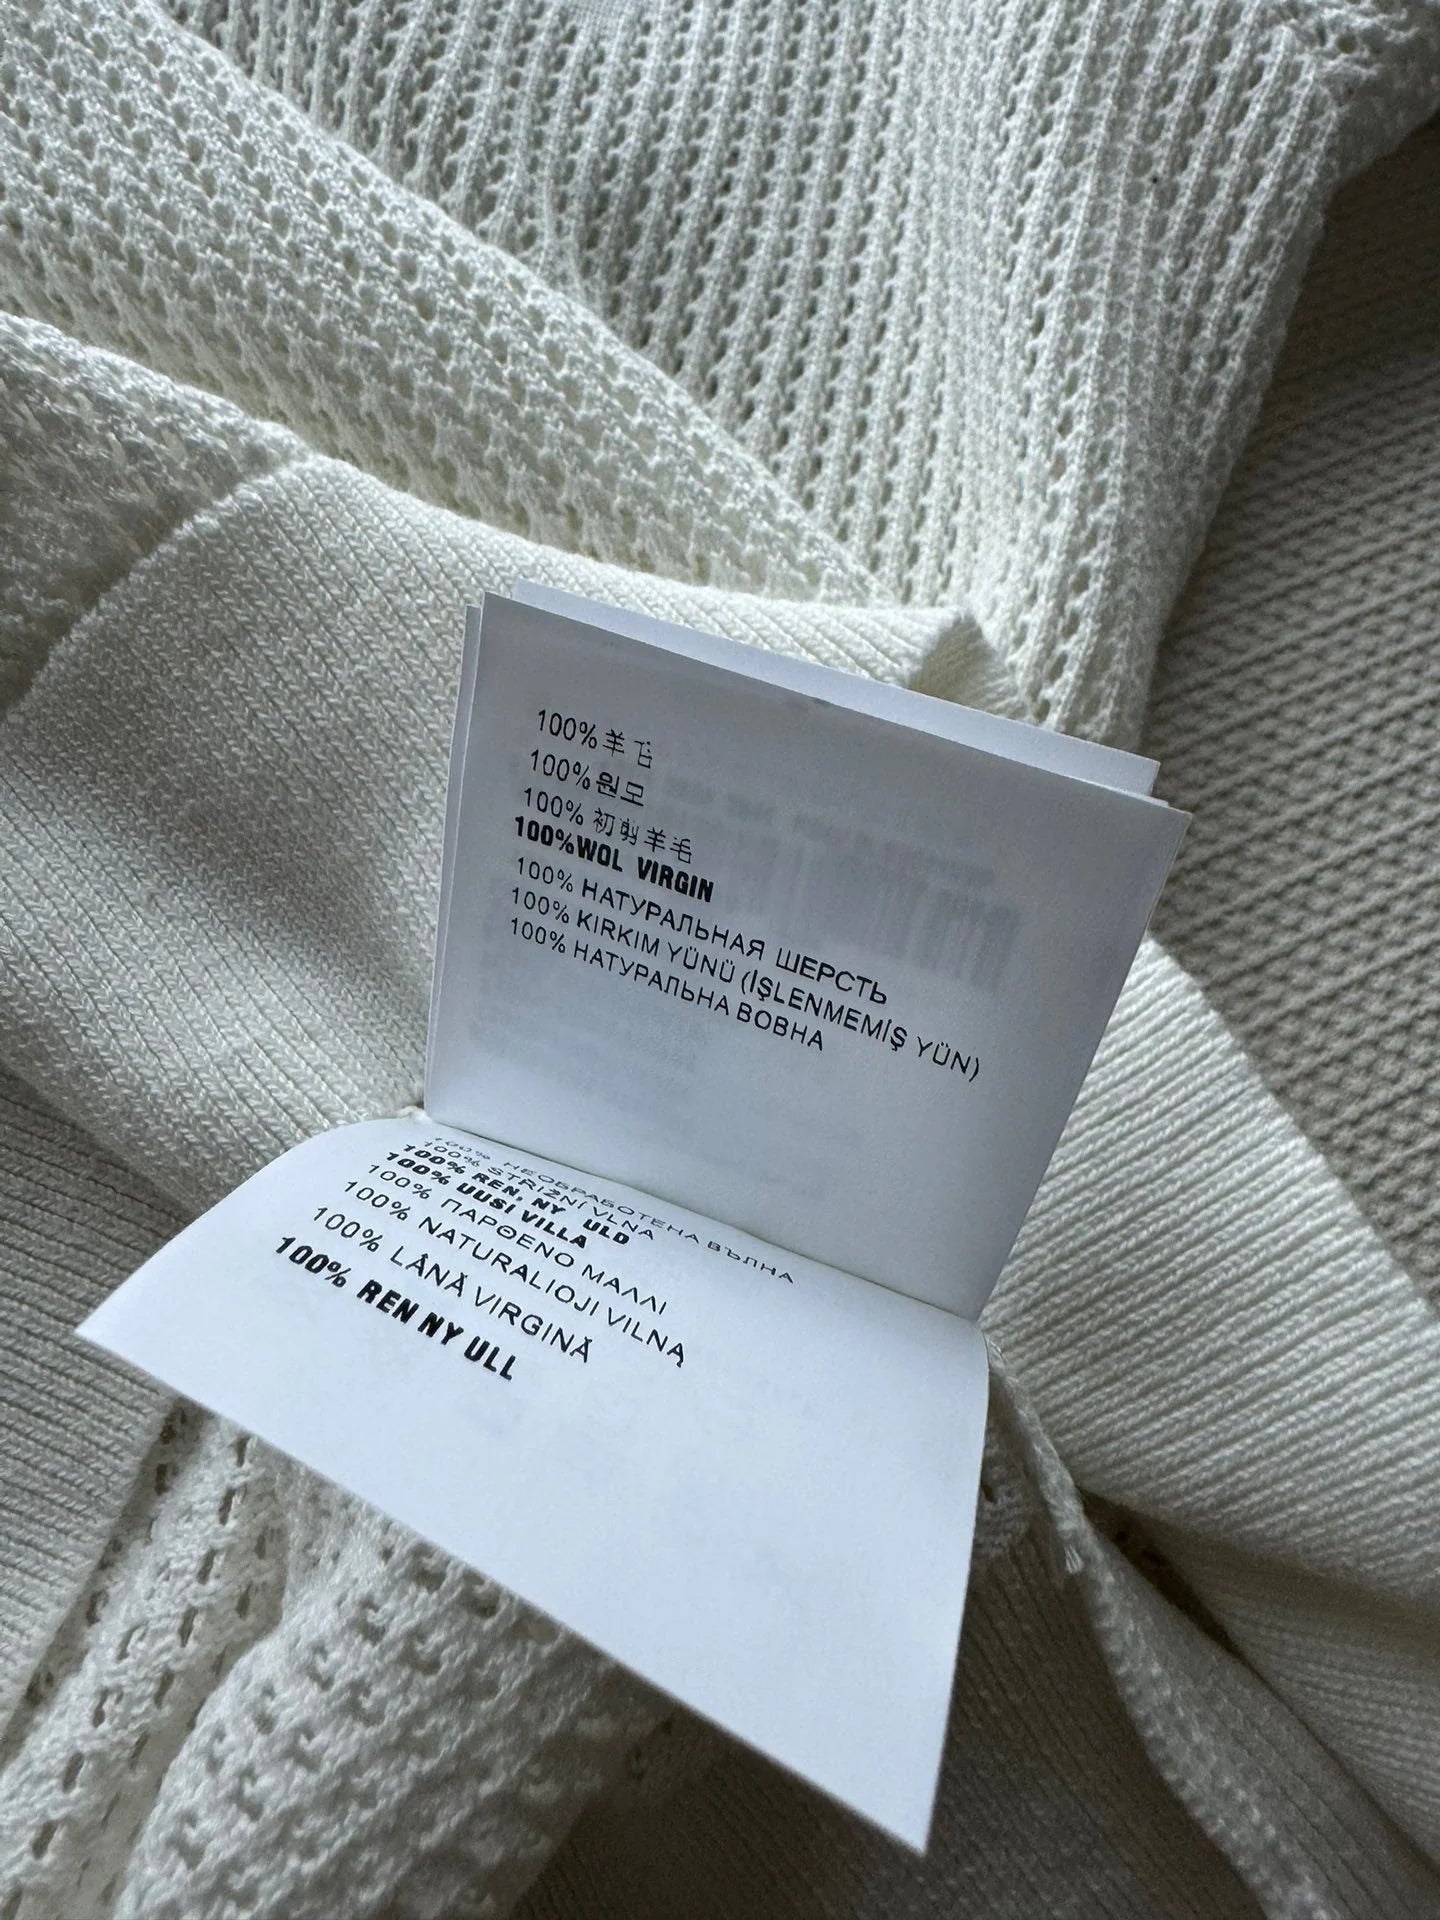 100%羊毛
100%원모
100% 初剪羊毛
100%WOL VIRGIN
100% НАТУРАЛЬНАЯ ШЕРСТЬ
100% KIRKIM YÜNÜ (İŞLENMEMİŞ YÜN)
100% НАТУРАЛЬНА ВОВНА
100% НЕОБРАБОТЕНА ВЪЛНА
100% STRIŽNÍ VLNA
100% REN, NY ULD
100% UUSI VILLA
100% ΠΑΡΘΕΝΟ ΜΑΛΛΙ
100% NATURALIOJI VILNĄ
100% LÂNĂ VIRGINĂ
100% REN NY ULL